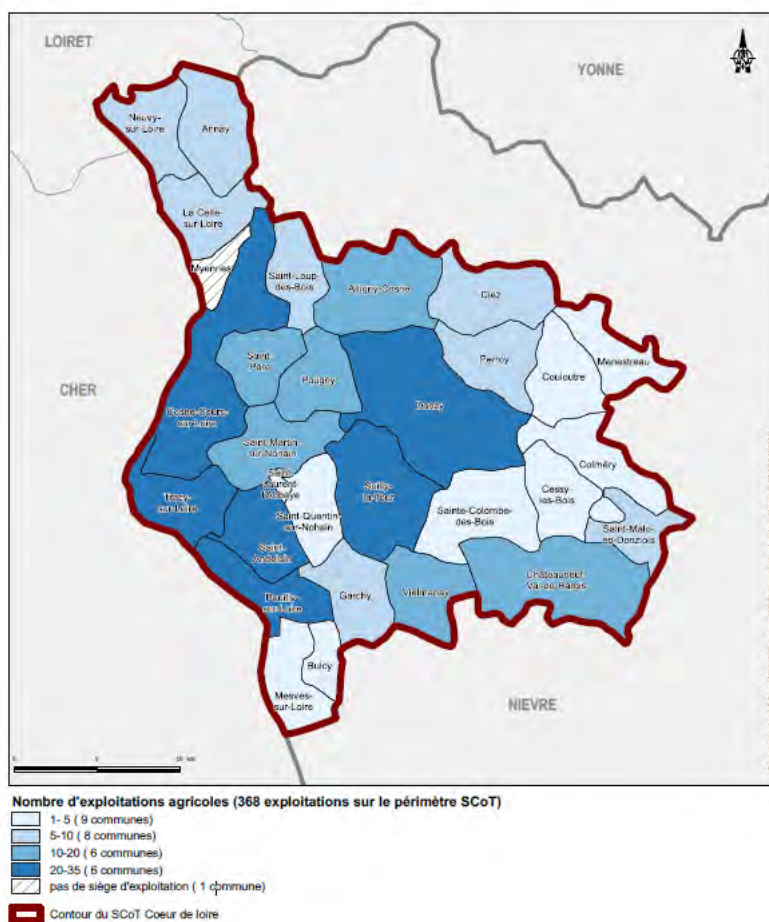 LOIRET
YONNE
N
Neuvy-
sur-Loire
Annay
La Celle-
sur-Loire
Myennes
Saint-Loup-
des-Bois
Alligny-Cosne
Ciez
Perroy
Menestreau
Couloutre
CHER
Saint
Père
Pougny
Donzy
Cosne-Cours-
sur-Loire
Saint-Martin-
sur-Nohain
Colméry
Saint-
Laurent-
l'Abbaye
Suilly-
la-Tour
Cessy-
les-Bois
Tracy-
sur-Loire
Saint-Quentin-
sur-Nohain
Sainte-Colombe-
des-Bois
Saint-Malo-
en-Donziois
Saint-
Andelain
Châteauneuf-
Val-de-Bargis
Pouilly-
sur-Loire
Garchy
Vielmanay
Bulcy
Mesves-
sur-Loire
NIEVRE
Nombre d'exploitations agricoles (368 exploitations sur le périmètre SCoT)
1- 5 ( 9 communes)
5-10 ( 8 communes)
10-20 ( 6 communes)
20-35 ( 6 communes)
pas de siège d'exploitation ( 1 commune)
Contour du SCoT Coeur de loire